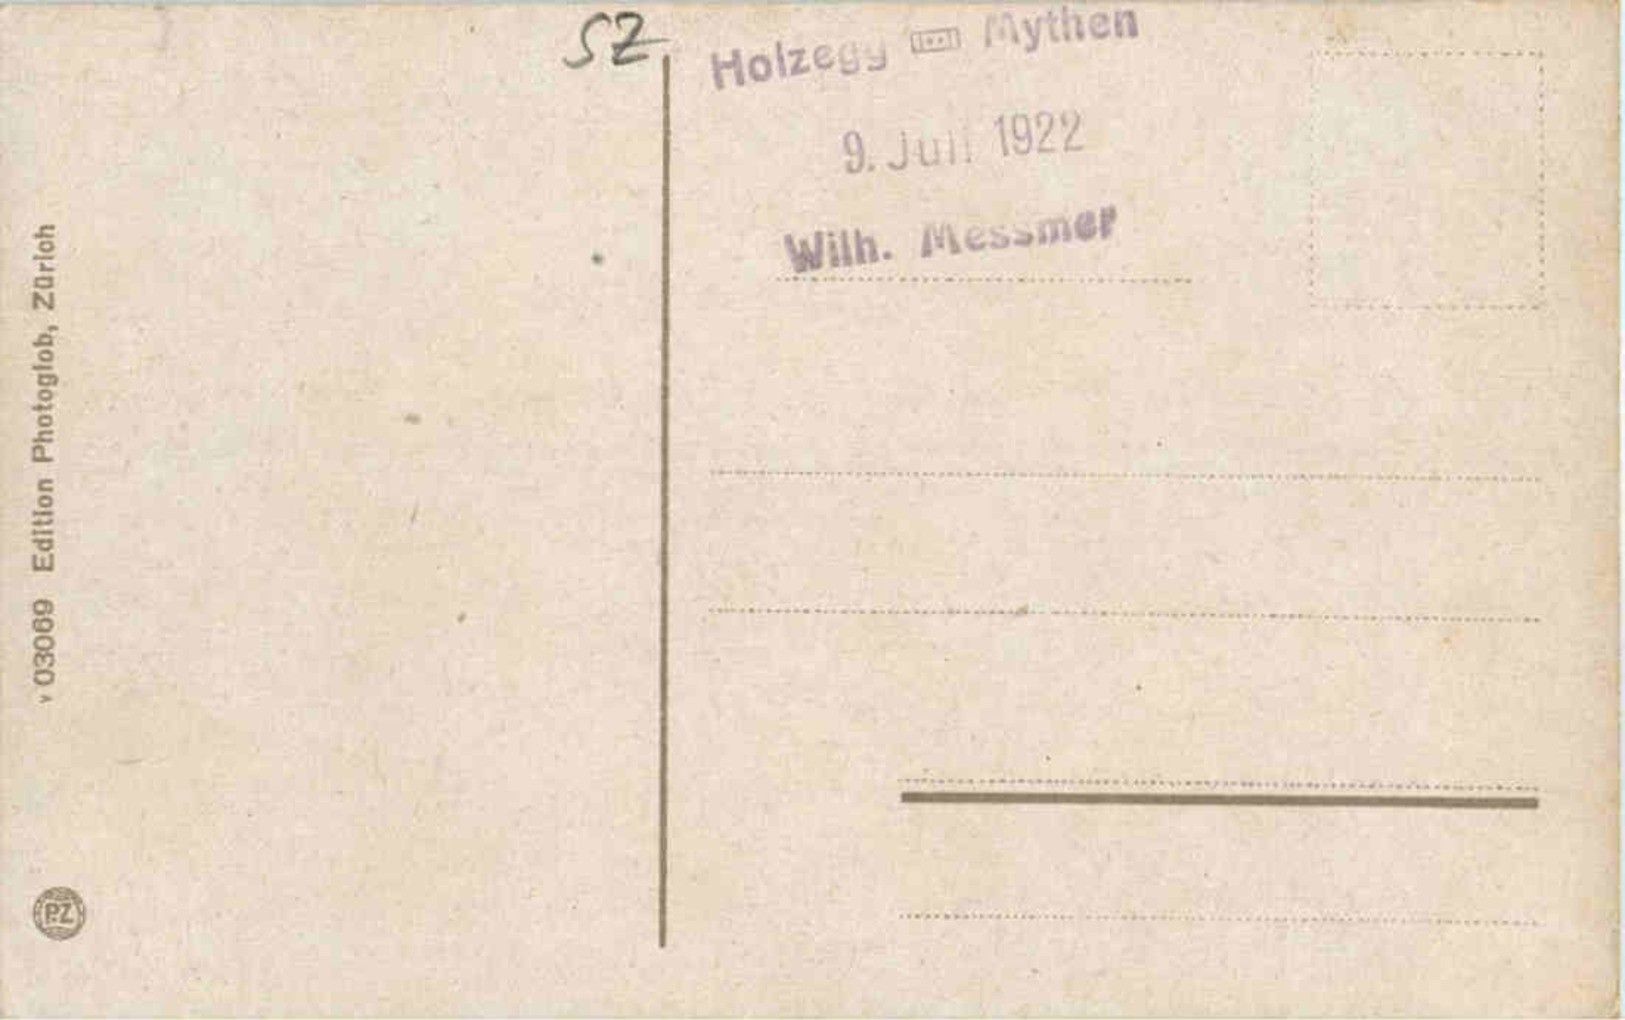 SZ
Holzegg Mythen
9. Juli 1922
Wilh. Messmer
v 03069 Edition Photoglob, Zürich
PZ